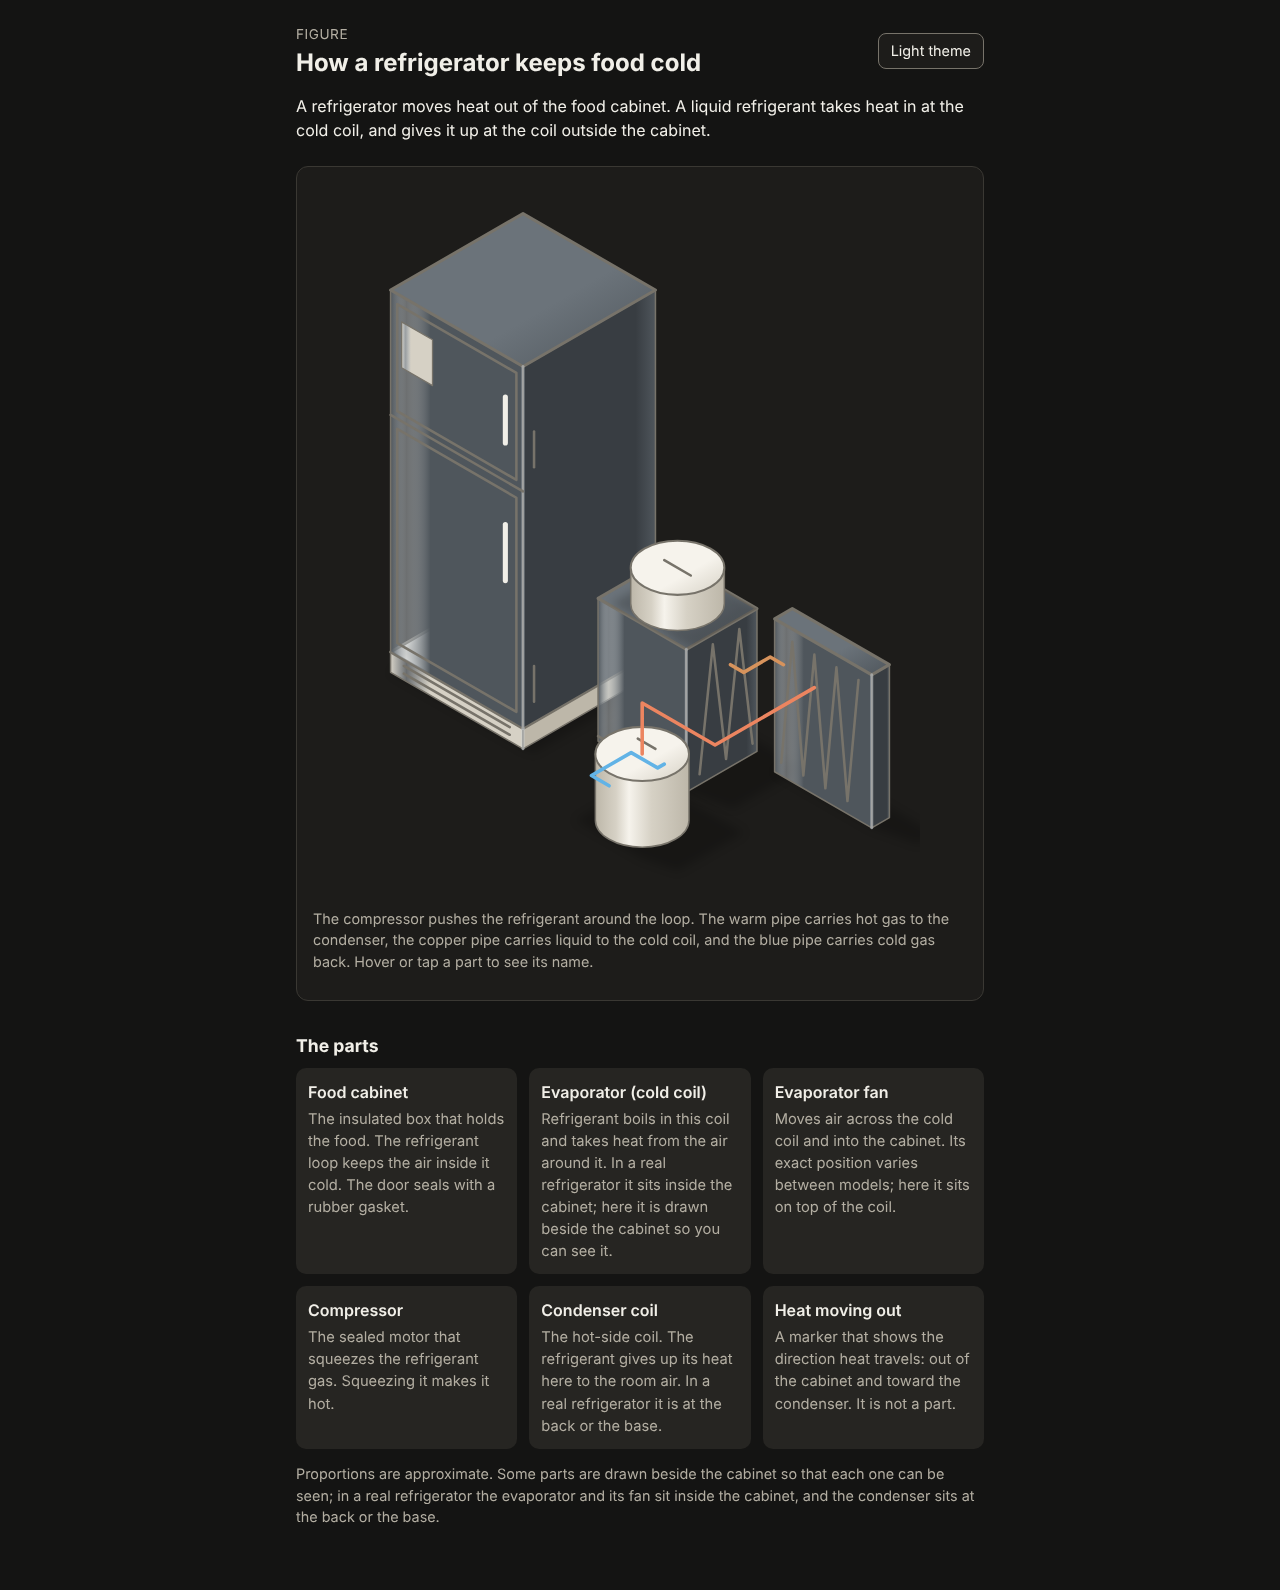 FIGURE
How a refrigerator keeps food cold
Light theme
A refrigerator moves heat out of the food cabinet. A liquid refrigerant takes heat in at the
cold coil, and gives it up at the coil outside the cabinet.
The compressor pushes the refrigerant around the loop. The warm pipe carries hot gas to the
condenser, the copper pipe carries liquid to the cold coil, and the blue pipe carries cold gas
back. Hover or tap a part to see its name.
The parts
Food cabinet
The insulated box that holds
the food. The refrigerant
loop keeps the air inside it
cold. The door seals with a
rubber gasket.
Evaporator (cold coil)
Refrigerant boils in this coil
and takes heat from the air
around it. In a real
refrigerator it sits inside the
cabinet; here it is drawn
beside the cabinet so you
can see it.
Evaporator fan
Moves air across the cold
coil and into the cabinet. Its
exact position varies
between models; here it sits
on top of the coil.
Compressor
The sealed motor that
squeezes the refrigerant
gas. Squeezing it makes it
hot.
Condenser coil
The hot-side coil. The
refrigerant gives up its heat
here to the room air. In a
real refrigerator it is at the
back or the base.
Heat moving out
A marker that shows the
direction heat travels: out of
the cabinet and toward the
condenser. It is not a part.
Proportions are approximate. Some parts are drawn beside the cabinet so that each one can be
seen; in a real refrigerator the evaporator and its fan sit inside the cabinet, and the condenser sits at
the back or the base.